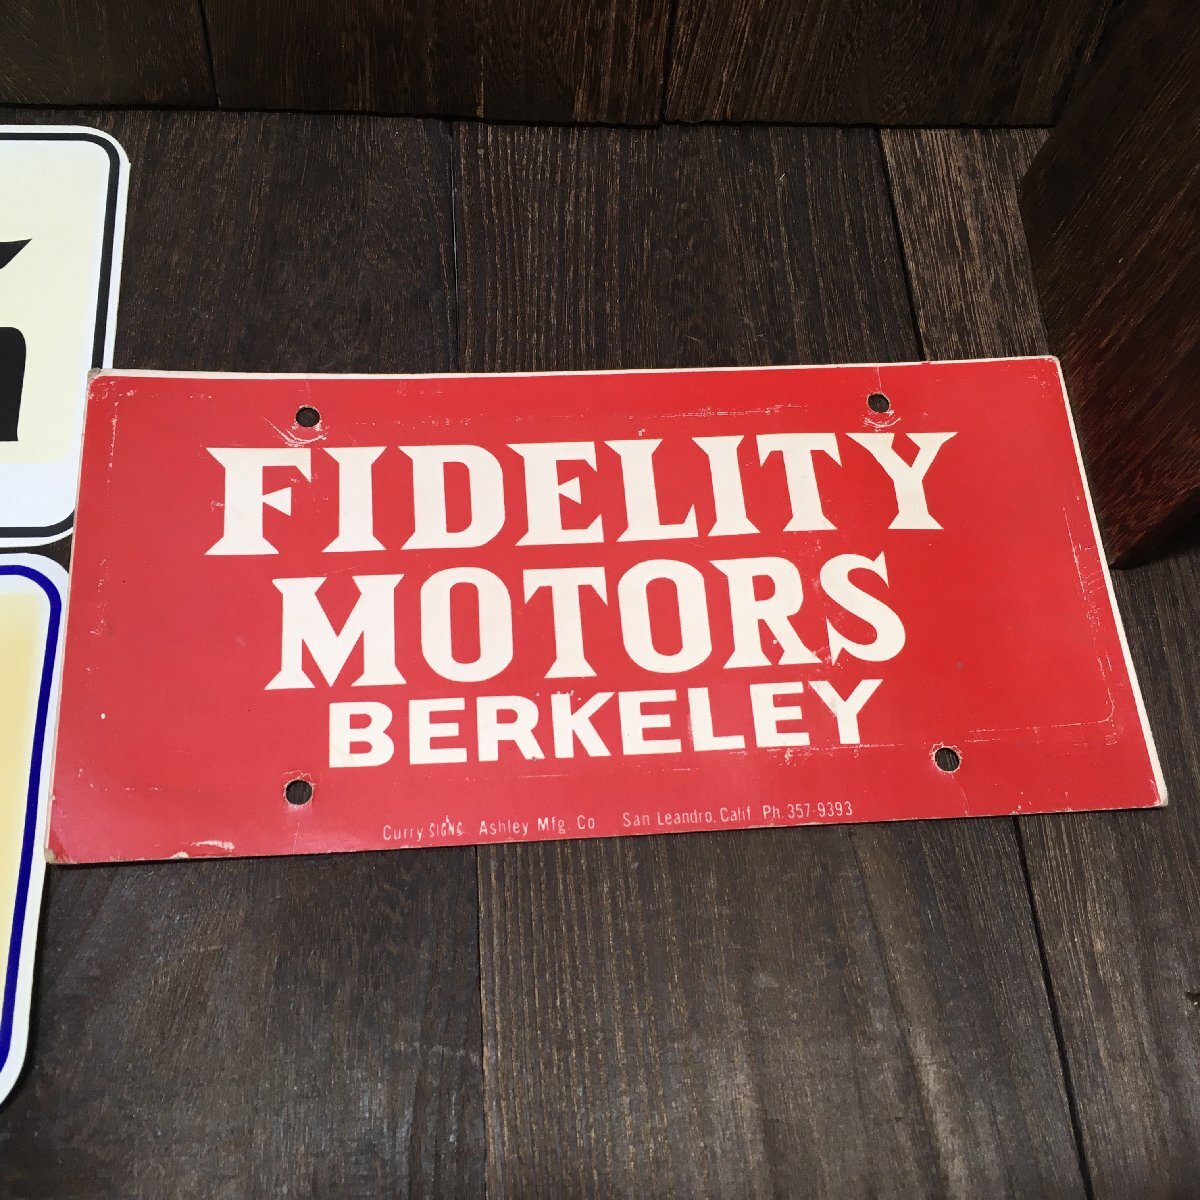 FIDELITY
MOTORS
BERKELEY
Curry SIGNS Ashley Mfg. Co San Leandro, Calif. Ph. 357-9393